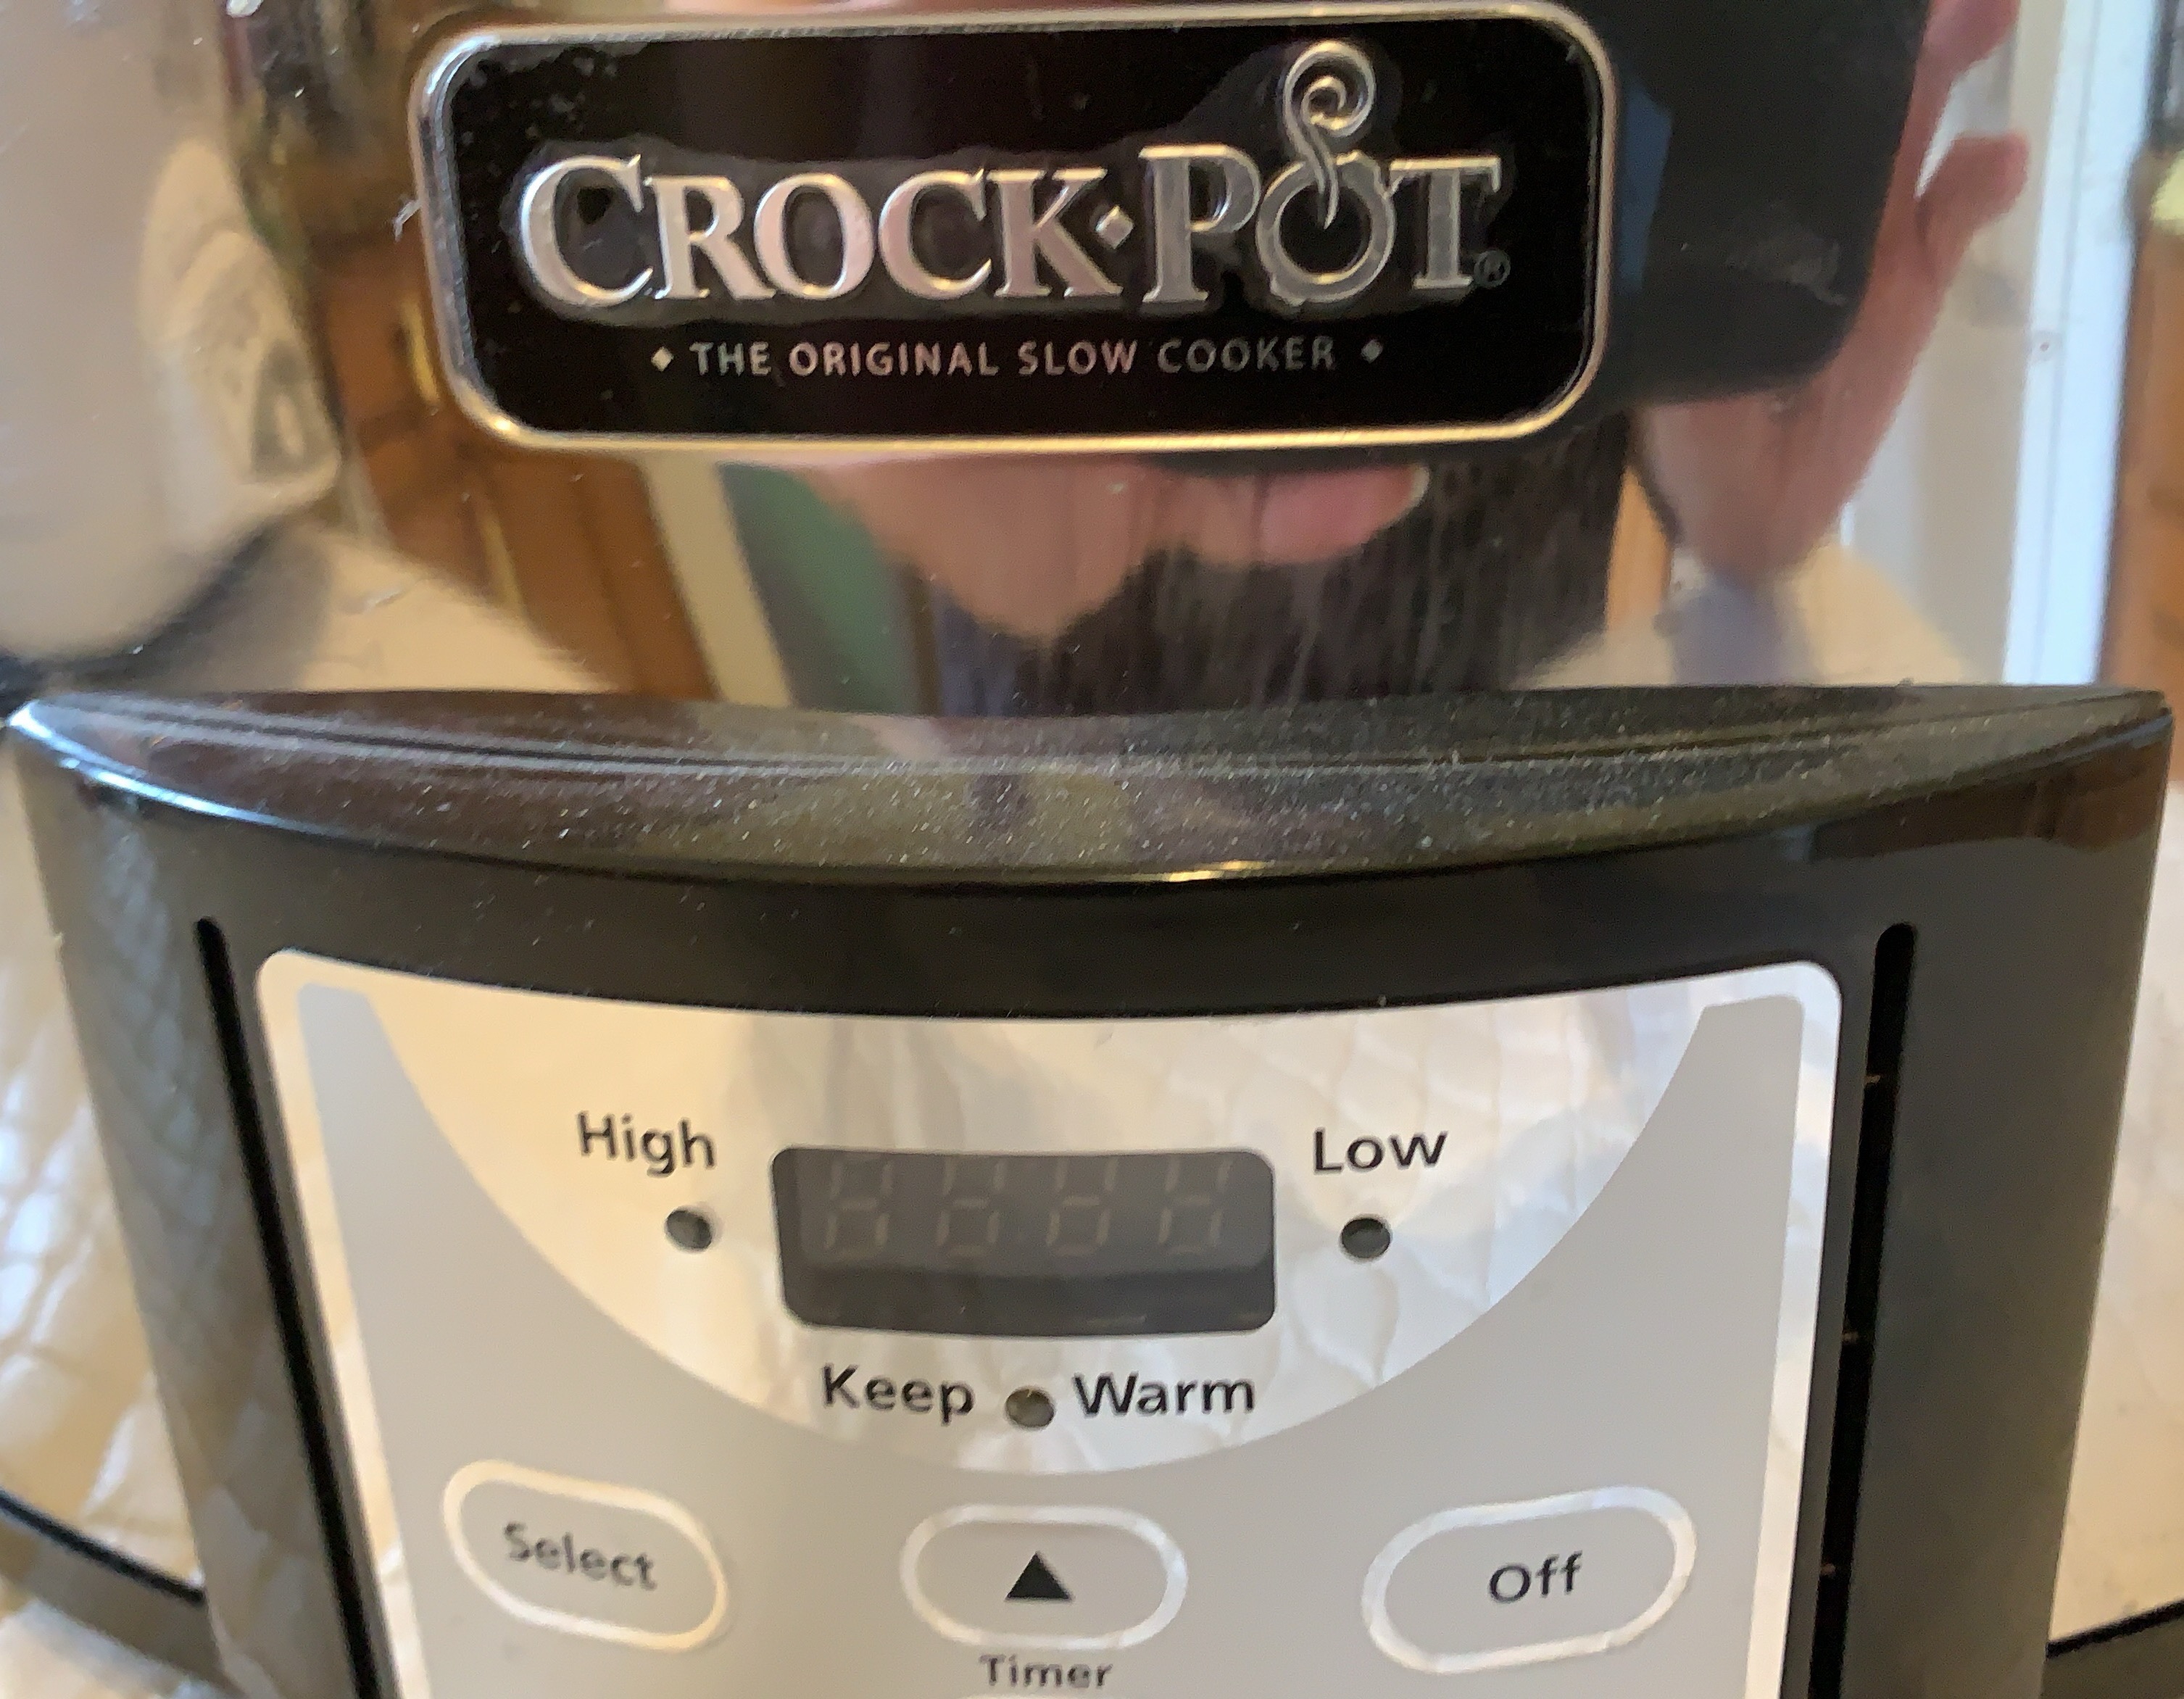 CROCK·POT®
◆ THE ORIGINAL SLOW COOKER ◆
High
Low
Keep Warm
Select
▲
Off
Timer